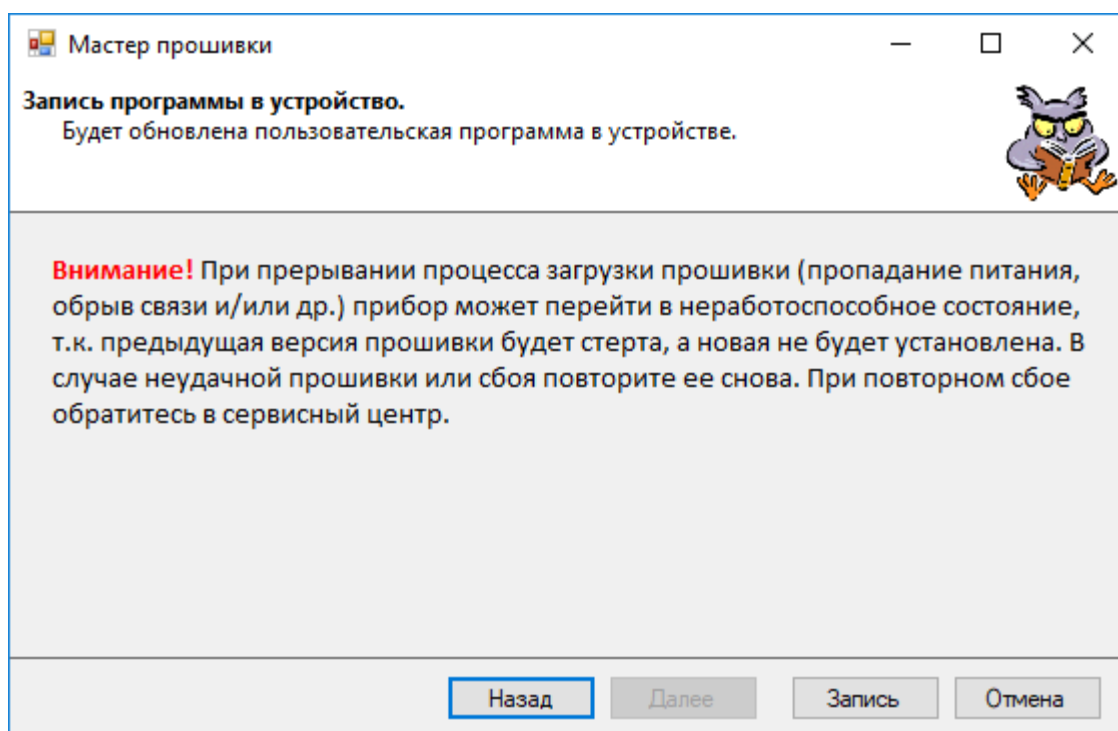 Мастер прошивки
Запись программы в устройство.
Будет обновлена пользовательская программа в устройстве.
Внимание! При прерывании процесса загрузки прошивки (пропадание питания,
обрыв связи и/или др.) прибор может перейти в неработоспособное состояние,
т.к. предыдущая версия прошивки будет стерта, а новая не будет установлена. В
случае неудачной прошивки или сбоя повторите ее снова. При повторном сбое
обратитесь в сервисный центр.
Назад Далее Запись Отмена